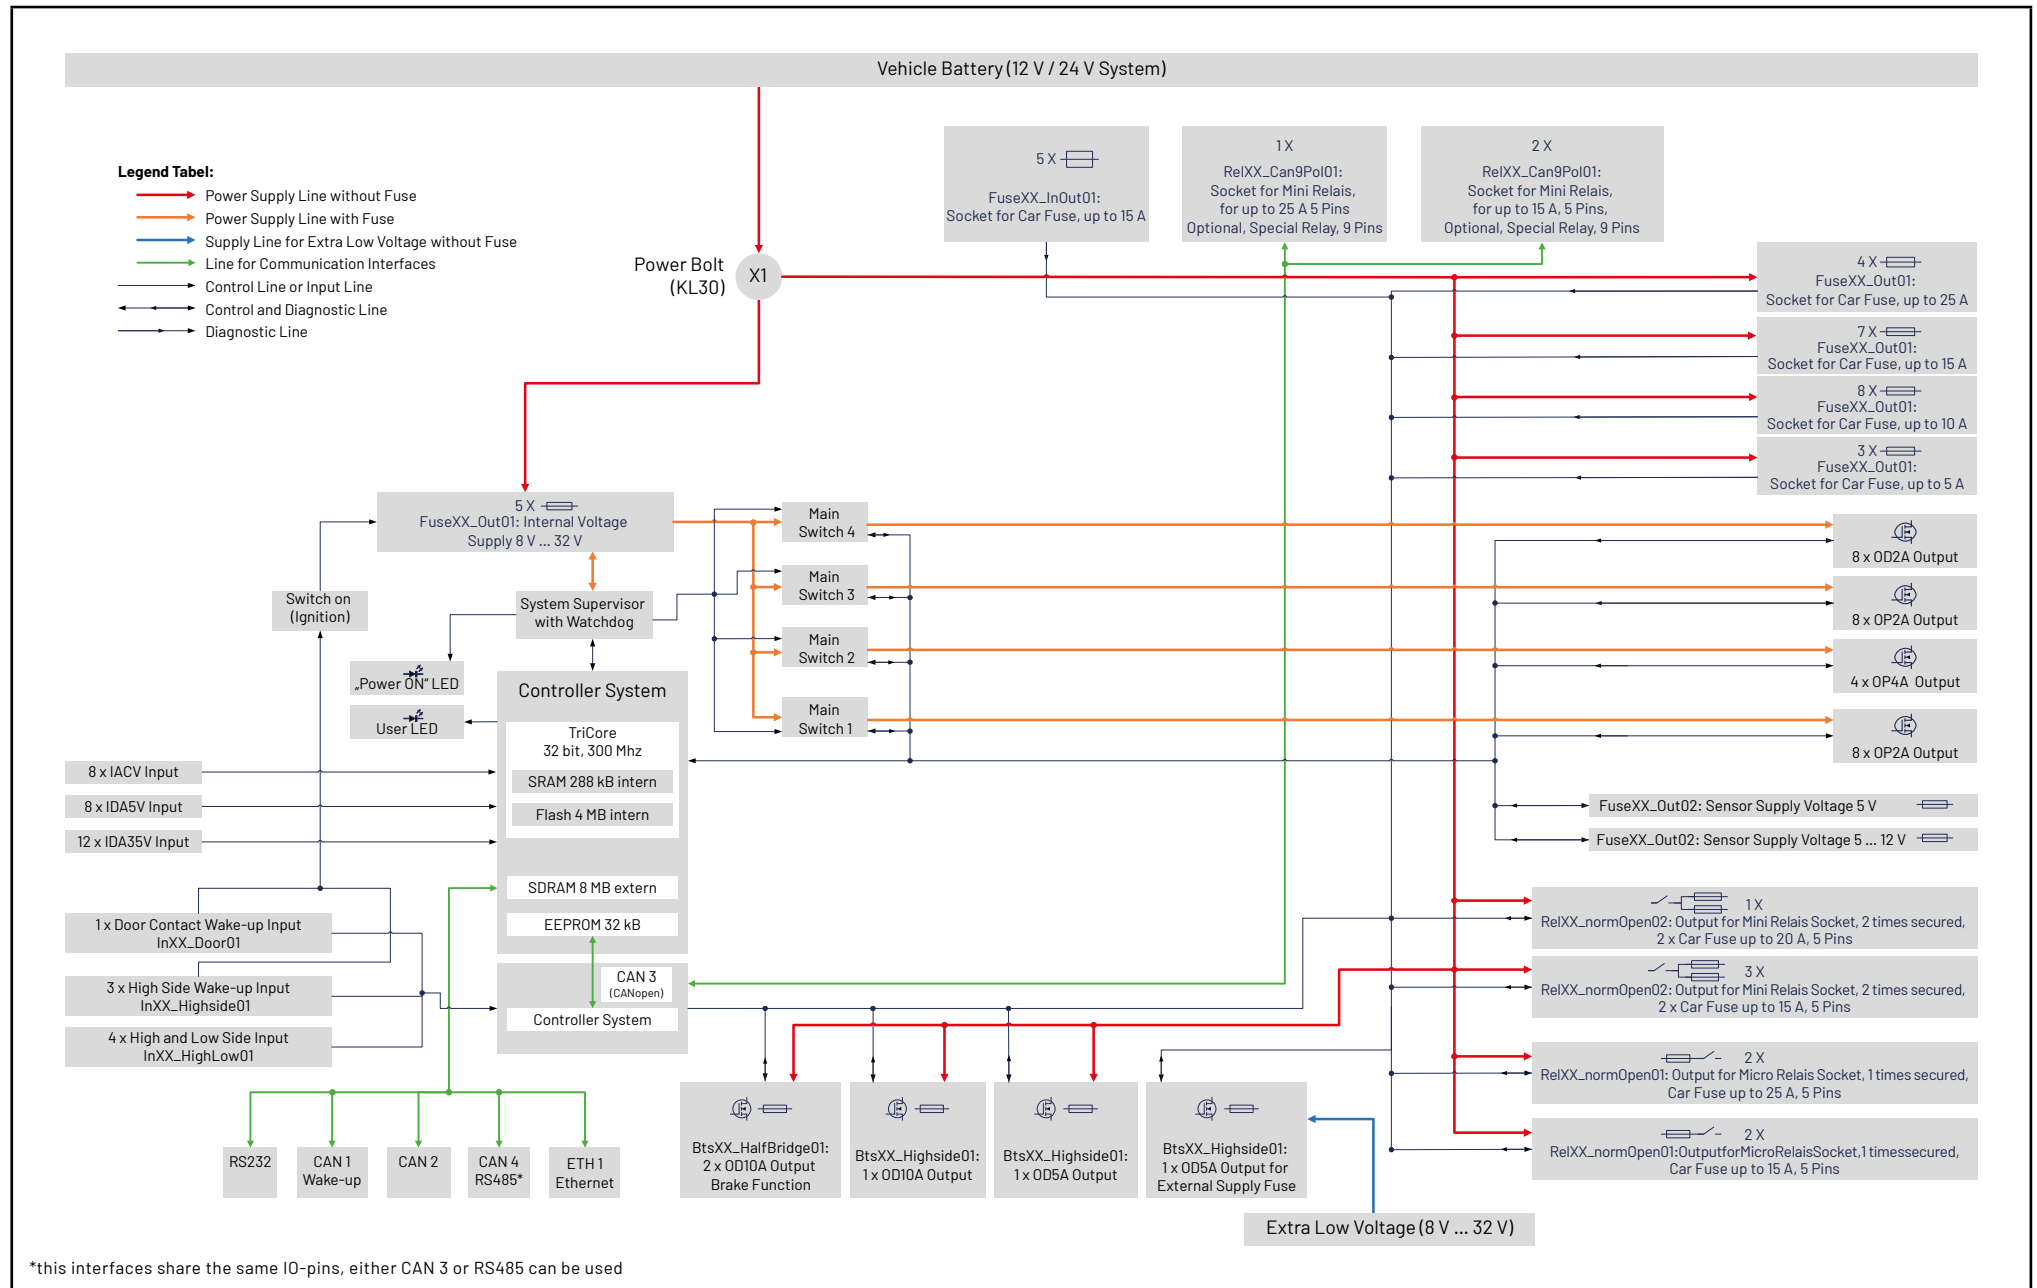 Vehicle Battery (12 V / 24 V System)
Legend Tabel:
Power Supply Line without Fuse
Power Supply Line with Fuse
Supply Line for Extra Low Voltage without Fuse
Line for Communication Interfaces
Control Line or Input Line
Control and Diagnostic Line
Diagnostic Line
Power Bolt
(KL30)
X1
5 X
FuseXX_InOut01:
Socket for Car Fuse, up to 15 A
1 X
RelXX_Can9Pol01:
Socket for Mini Relais,
for up to 25 A 5 Pins
Optional, Special Relay, 9 Pins
2 X
RelXX_Can9Pol01:
Socket for Mini Relais,
for up to 15 A, 5 Pins,
Optional, Special Relay, 9 Pins
4 X
FuseXX_Out01:
Socket for Car Fuse, up to 25 A
7 X
FuseXX_Out01:
Socket for Car Fuse, up to 15 A
8 X
FuseXX_Out01:
Socket for Car Fuse, up to 10 A
3 X
FuseXX_Out01:
Socket for Car Fuse, up to 5 A
5 X
FuseXX_Out01: Internal Voltage
Supply 8 V ... 32 V
Main
Switch 4
Main
Switch 3
Main
Switch 2
Main
Switch 1
8 x OD2A Output
8 x OP2A Output
4 x OP4A Output
8 x OP2A Output
Switch on
(Ignition)
System Supervisor
with Watchdog
„Power ON“ LED
User LED
Controller System
TriCore
32 bit, 300 Mhz
SRAM 288 kB intern
Flash 4 MB intern
SDRAM 8 MB extern
EEPROM 32 kB
CAN 3
(CANopen)
Controller System
8 x IACV Input
8 x IDA5V Input
12 x IDA35V Input
1 x Door Contact Wake-up Input
InXX_Door01
3 x High Side Wake-up Input
InXX_Highside01
4 x High and Low Side Input
InXX_HighLow01
FuseXX_Out02: Sensor Supply Voltage 5 V
FuseXX_Out02: Sensor Supply Voltage 5 ... 12 V
1 X
RelXX_normOpen02: Output for Mini Relais Socket, 2 times secured,
2 x Car Fuse up to 20 A, 5 Pins
3 X
RelXX_normOpen02: Output for Mini Relais Socket, 2 times secured,
2 x Car Fuse up to 15 A, 5 Pins
2 X
RelXX_normOpen01: Output for Micro Relais Socket, 1 times secured,
Car Fuse up to 25 A, 5 Pins
2 X
RelXX_normOpen01:OutputforMicroRelaisSocket,1 timessecured,
Car Fuse up to 15 A, 5 Pins
RS232
CAN 1
Wake-up
CAN 2
CAN 4
RS485*
ETH 1
Ethernet
BtsXX_HalfBridge01:
2 x OD10A Output
Brake Function
BtsXX_Highside01:
1 x OD10A Output
BtsXX_Highside01:
1 x OD5A Output
BtsXX_Highside01:
1 x OD5A Output for
External Supply Fuse
Extra Low Voltage (8 V ... 32 V)
*this interfaces share the same IO-pins, either CAN 3 or RS485 can be used